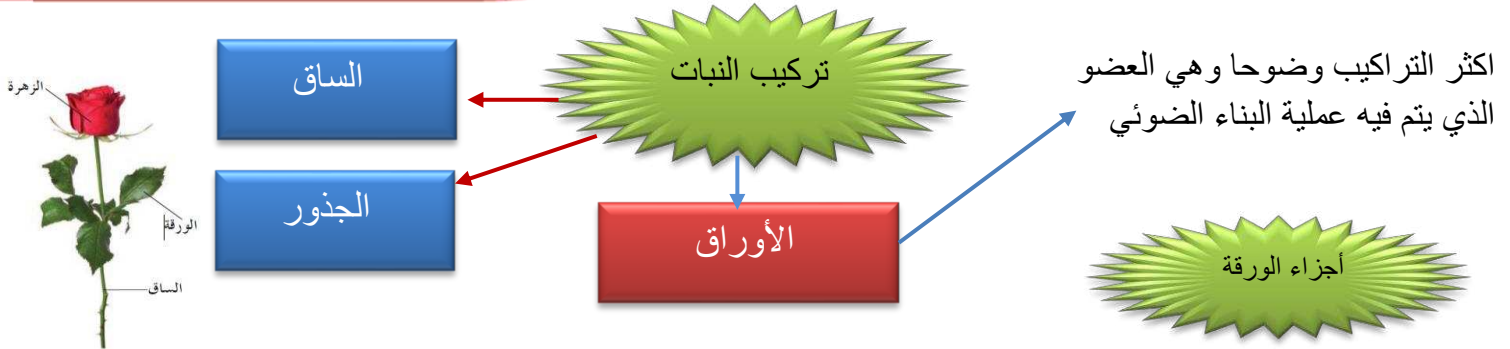 تركيب النبات
اكثر التراكيب وضوحا وهي العضو
الذي يتم فيه عملية البناء الضوئي
الساق
الجذور
الأوراق
أجزاء الورقة
الزهرة
الورقة
الساق